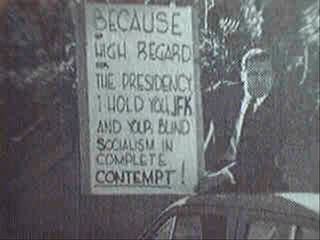 BECAUSE
OF
HIGH REGARD
FOR
THE PRESIDENCY
I HOLD YOU JFK
AND YOUR BLIND
SOCIALISM IN
COMPLETE
CONTEMPT!